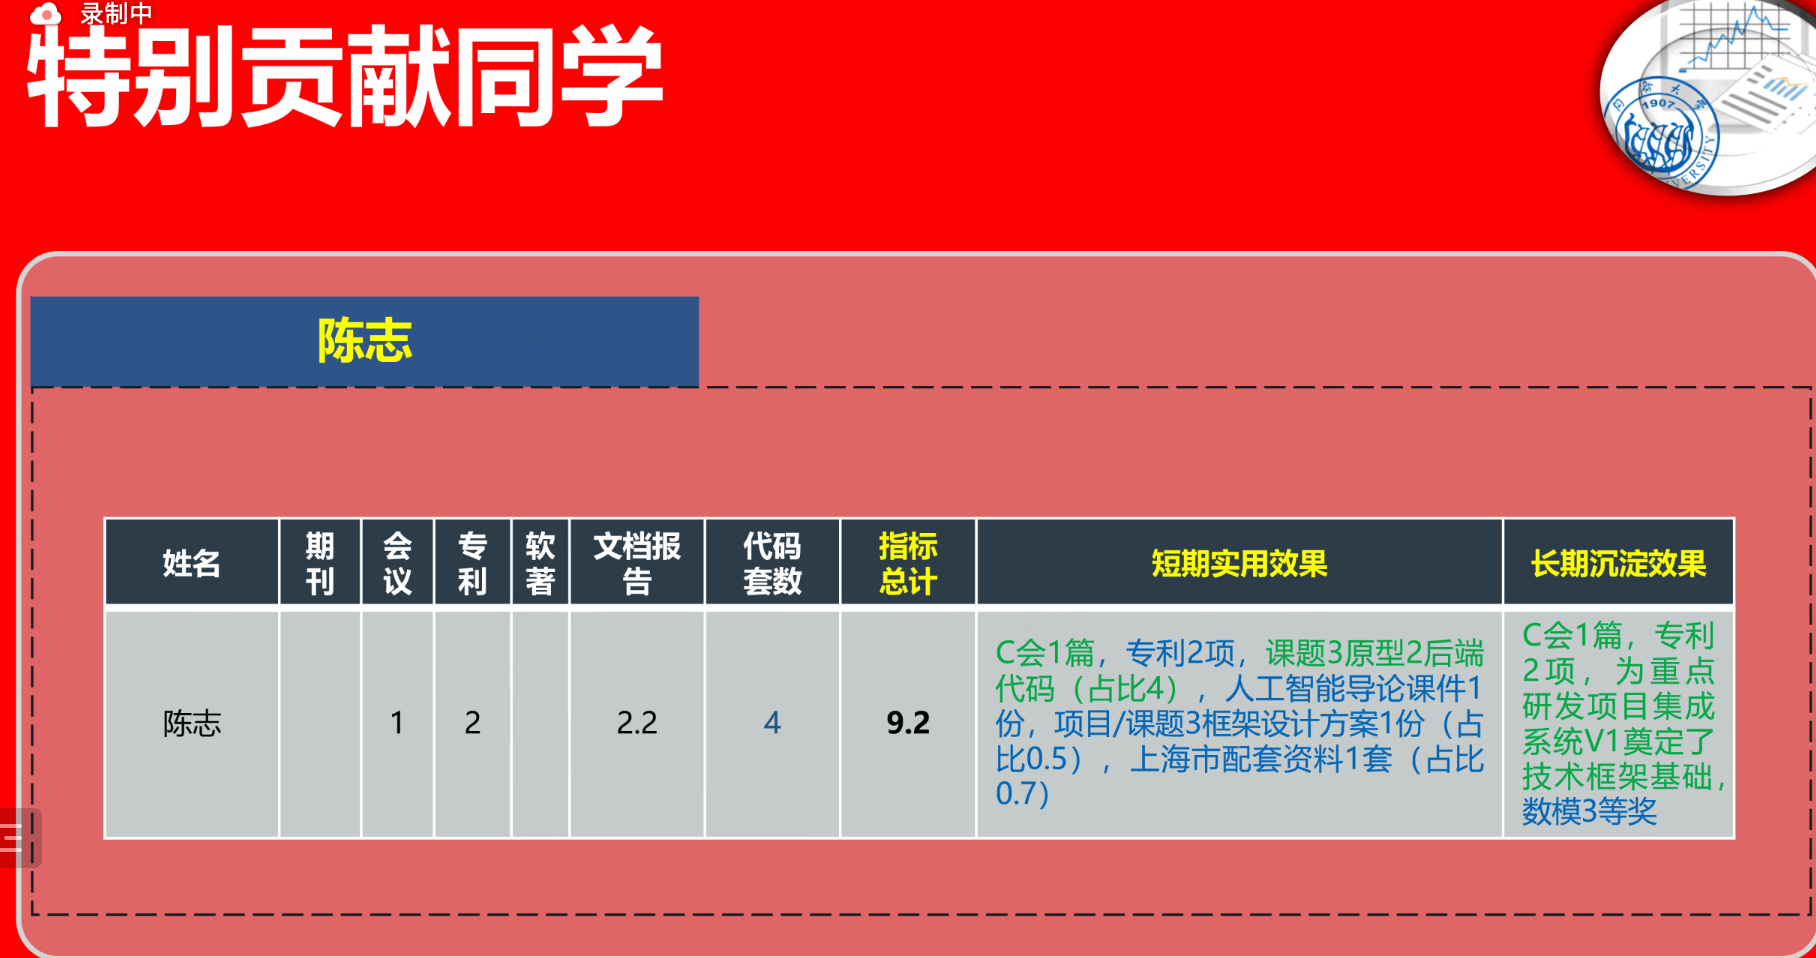 录制中
特别贡献同学
1907
陈志
姓名
期
刊
会
议
专
利
软
著
文档报
告
代码
套数
指标
总计
短期实用效果
长期沉淀效果
陈志
1
2
2.2
4
9.2
C会1篇，专利2项，课题3原型2后端
代码（占比4），人工智能导论课件1
份，项目/课题3框架设计方案1份（占
比0.5），上海市配套资料1套（占比
0.7)
C会1篇，专利
2项，为重点
研发项目集成
系统V1奠定了
技术框架基础，
数模3等奖